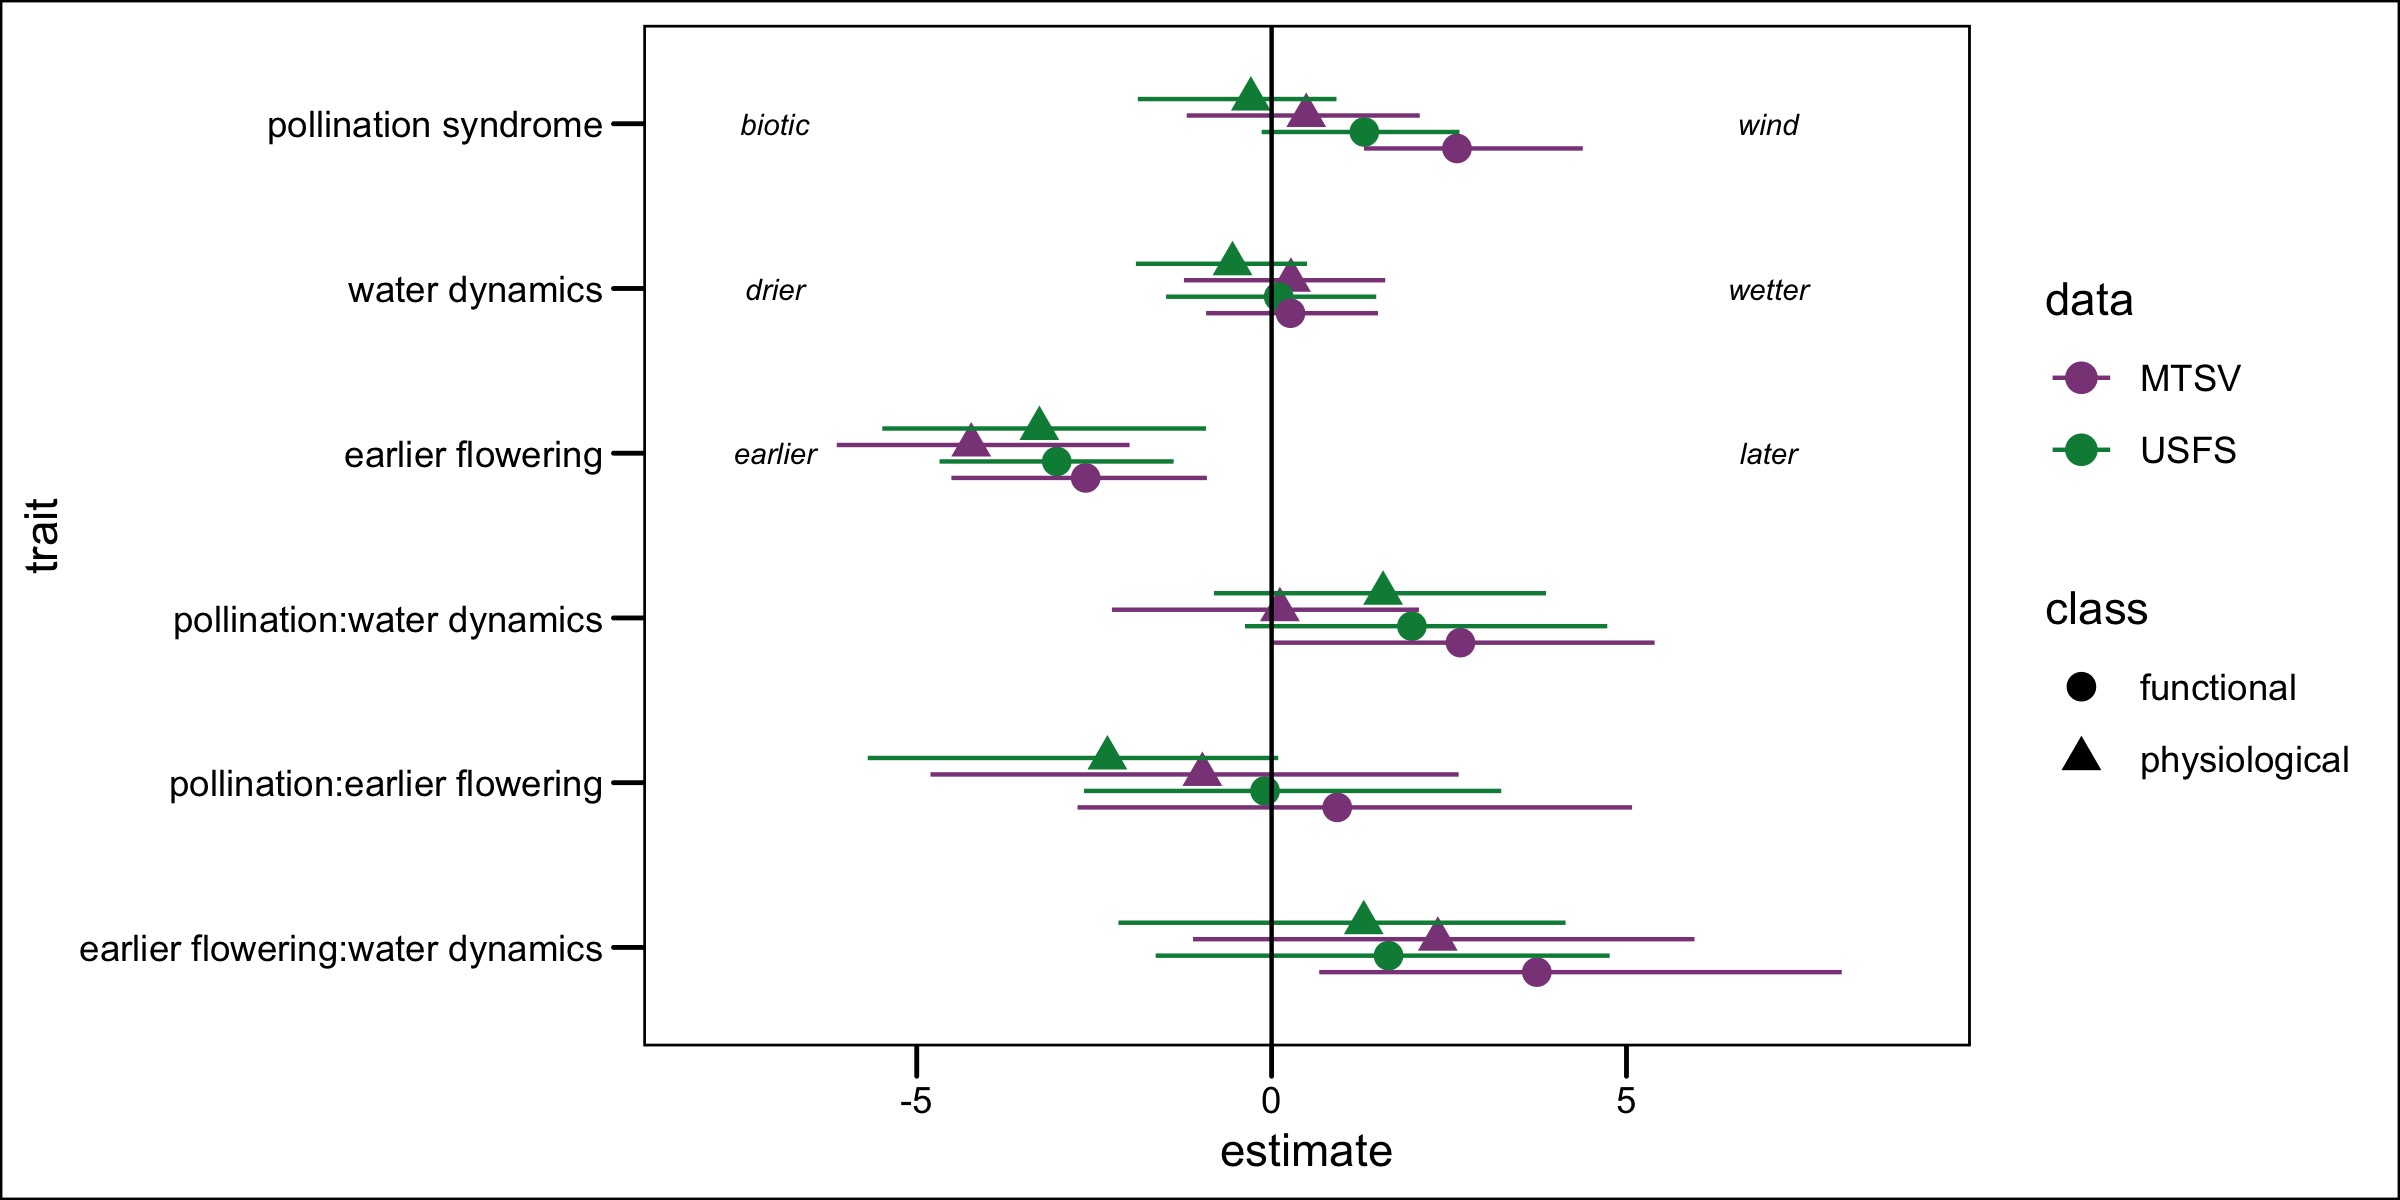 pollination syndrome
biotic
wind
water dynamics
drier
wetter
earlier flowering
earlier
later
pollination:water dynamics
pollination:earlier flowering
earlier flowering:water dynamics
trait
-5
0
5
estimate
data
MTSV
USFS
class
functional
physiological